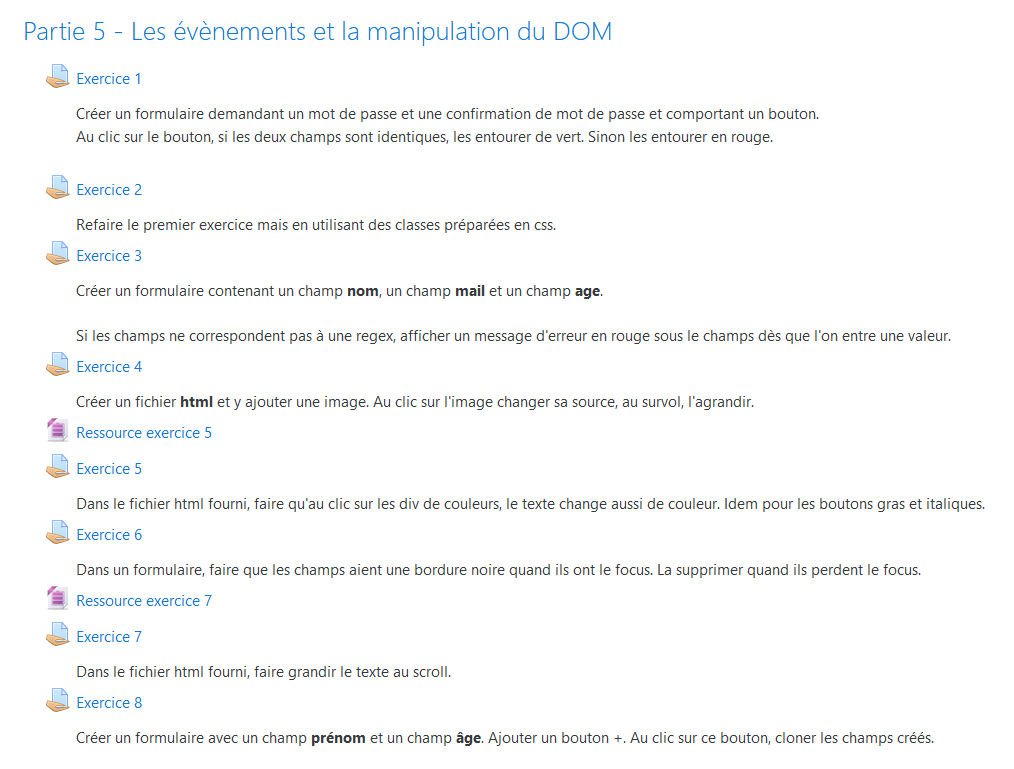 Partie 5 - Les évènements et la manipulation du DOM
Exercice 1
Créer un formulaire demandant un mot de passe et une confirmation de mot de passe et comportant un bouton.
Au clic sur le bouton, si les deux champs sont identiques, les entourer de vert. Sinon les entourer en rouge.
Exercice 2
Refaire le premier exercice mais en utilisant des classes préparées en css.
Exercice 3
Créer un formulaire contenant un champ nom, un champ mail et un champ age.
Si les champs ne correspondent pas à une regex, afficher un message d'erreur en rouge sous le champs dès que l'on entre une valeur.
Exercice 4
Créer un fichier html et y ajouter une image. Au clic sur l'image changer sa source, au survol, l'agrandir.
Ressource exercice 5
Exercice 5
Dans le fichier html fourni, faire qu'au clic sur les div de couleurs, le texte change aussi de couleur. Idem pour les boutons gras et italiques.
Exercice 6
Dans un formulaire, faire que les champs aient une bordure noire quand ils ont le focus. La supprimer quand ils perdent le focus.
Ressource exercice 7
Exercice 7
Dans le fichier html fourni, faire grandir le texte au scroll.
Exercice 8
Créer un formulaire avec un champ prénom et un champ âge. Ajouter un bouton +. Au clic sur ce bouton, cloner les champs créés.